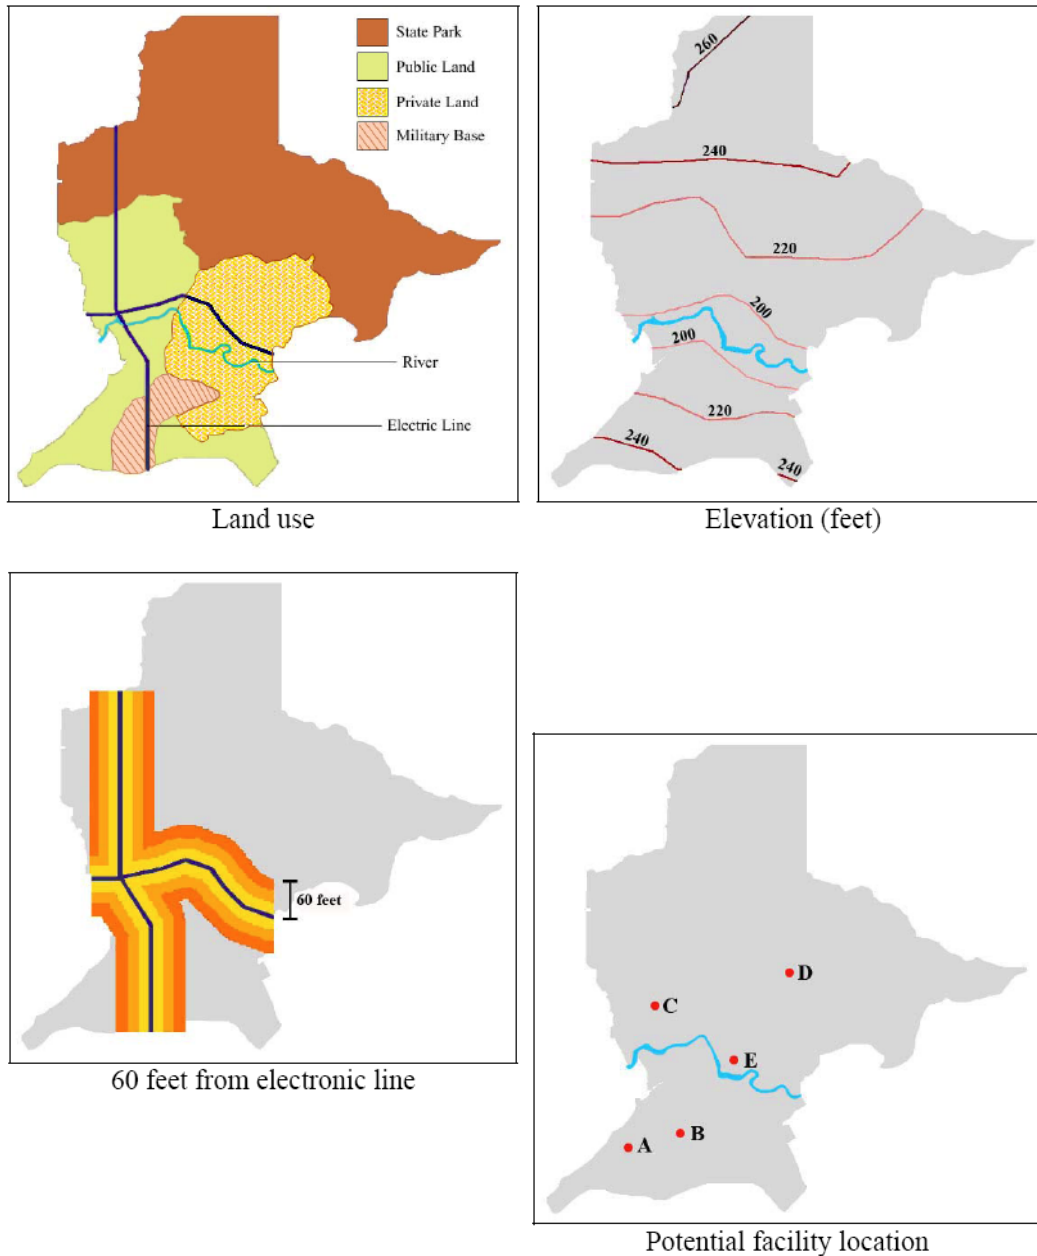 State Park
Public Land
Private Land
Military Base
River
Electric Line
Land use
260
240
220
200
200
220
240
240
Elevation (feet)
60 feet
60 feet from electronic line
D
C
E
B
A
Potential facility location